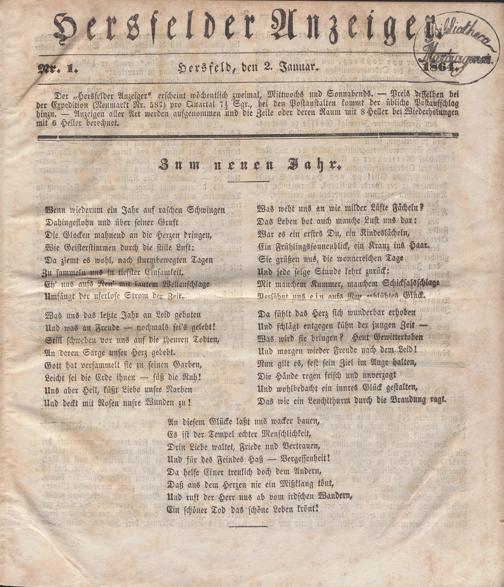 Hersfelder Anzeiger.
Bibliotheca
Nr. 1.
Hersfeld, den 2. Januar.
1864.
Der „Hersfelder Anzeiger“ erscheint wöchentlich zweimal, Mittwochs und Sonnabends. — Preis desselben bei
der Expedition (Neumarkt Nr. 587) pro Quartal 7½ Sgr., bei den Postanstalten kommt der übliche Postaufschlag
hinzu. — Anzeigen aller Art werden aufgenommen und die Zeile oder deren Raum mit 8 Heller bei Wiederholungen
mit 6 Heller berechnet.
Zum neuen Jahr.
Wenn wiederum ein Jahr auf raschen Schwingen
Dahingeflohn und über seiner Gruft
Die Glocken mahnend an die Herzen dringen,
Wie Geisterstimmen durch die stille Luft:
Da ziemt es wohl, nach sturmbewegten Tagen
Zu sammeln uns in tiefster Einsamkeit,
Eh' uns aufs Neu' mit lautem Wellenschlage
Umfängt der uferlose Strom der Zeit.
Was uns das letzte Jahr an Leid geboten
Und was an Freude — nochmals sei's gelebt!
Still schweben vor uns auf die theuren Todten,
An deren Sarge unser Herz gebebt.
Gott hat versammelt sie zu seinen Garben,
Leicht sei die Erde ihnen — süß die Ruh!
Uns aber heil, küßt Liebe unsre Narben
Und deckt mit Rosen unsre Wunden zu!
Was weht uns an wie milder Lüfte Fächeln?
Das Leben bot auch manche Lust uns dar:
War es ein erstes Du, ein Kindeslächeln,
Ein Frühlingssonnenblick, ein Kranz ins Haar.
Sie grüßen uns, die wonnereichen Tage
Und jede selge Stunde kehrt zurück:
Mit manchem Kummer, manchem Schicksalsschlage
Versöhnt uns ein aufs Neu erblühtes Glück.
Da fühlt das Herz sich wunderbar erhoben
Und schlägt entgegen kühn der jungen Zeit —
Was wird sie bringen? Heut Gewittertoben
Und morgen wieder Freude nach dem Leid!
Nun gilt es, fest sein Ziel im Auge halten,
Die Hände regen frisch und unverzagt
Und wohlbedacht ein innres Glück gestalten,
Das wie ein Leuchtthurm durch die Brandung ragt.
An diesem Glücke laßt uns wacker bauen,
Es ist der Tempel echter Menschlichkeit,
Drin Liebe waltet, Friede und Vertrauen,
Und für des Feindes Haß — Vergessenheit!
Da helfe Einer treulich doch dem Andern,
Daß aus dem Herzen nie ein Mißklang tönt,
Und ruft der Herr uns ab vom irdschen Wandern,
Ein schöner Tod das schöne Leben krönt!